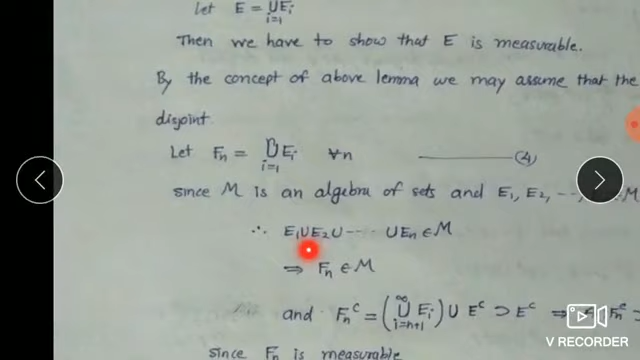 let E = ∪Eᵢ
i=1
Then we have to show that E is measurable.
By the concept of above lemma we may assume that the
disjoint.
Let Fₙ = ⋃ Eᵢ ∀n ——— (4)
i=1
since M is an algebra of sets and E₁, E₂, ---, M
∴ E₁∪E₂∪ --- ∪Eₙ ∈ M
⇒ Fₙ ∈ M
and Fₙᶜ = (⋃_{i=n+1}^{∞} Eᵢ) ∪ Eᶜ ⊃ Eᶜ ⇒ Fₙᶜ ⊃
since Fₙ is measurable
V RECORDER